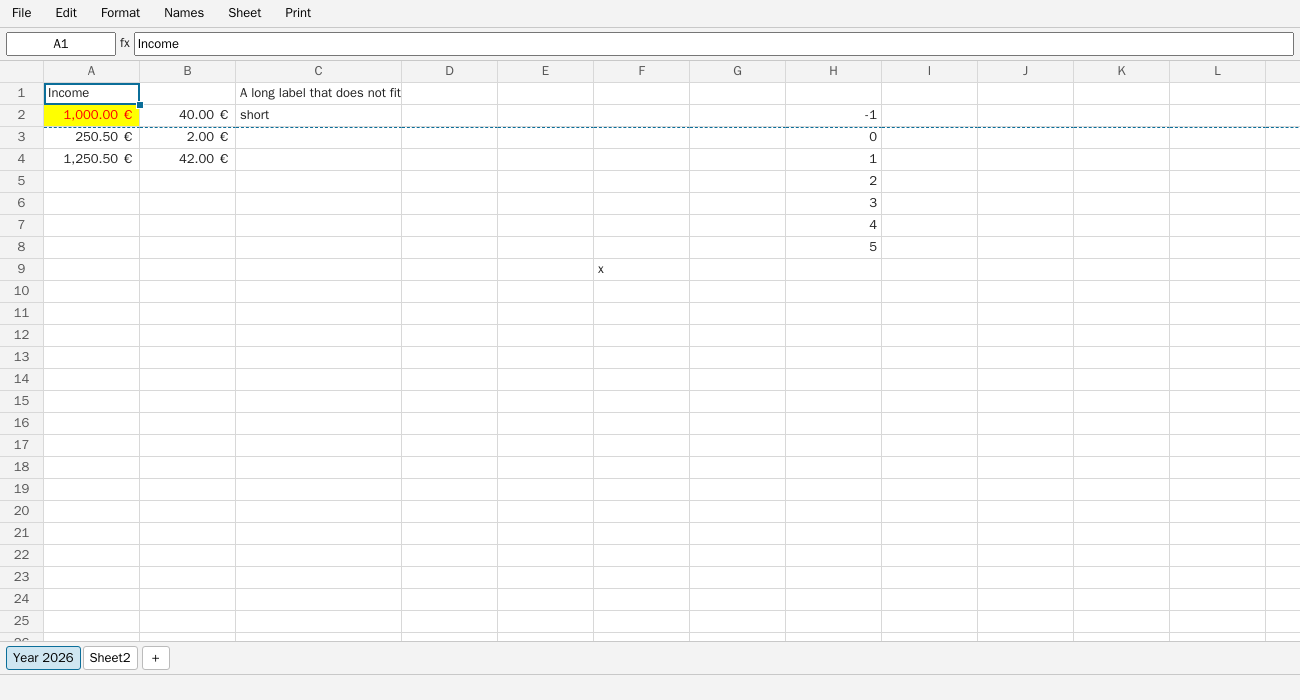 File Edit Format Names Sheet Print
A1 fx Income
A B C D E F G H I J K L
1 Income A long label that does not fit
2 1,000.00 € 40.00 € short -1
3 250.50 € 2.00 € 0
4 1,250.50 € 42.00 € 1
5 2
6 3
7 4
8 5
9 x
10
11
12
13
14
15
16
17
18
19
20
21
22
23
24
25
26
Year 2026 Sheet2 +